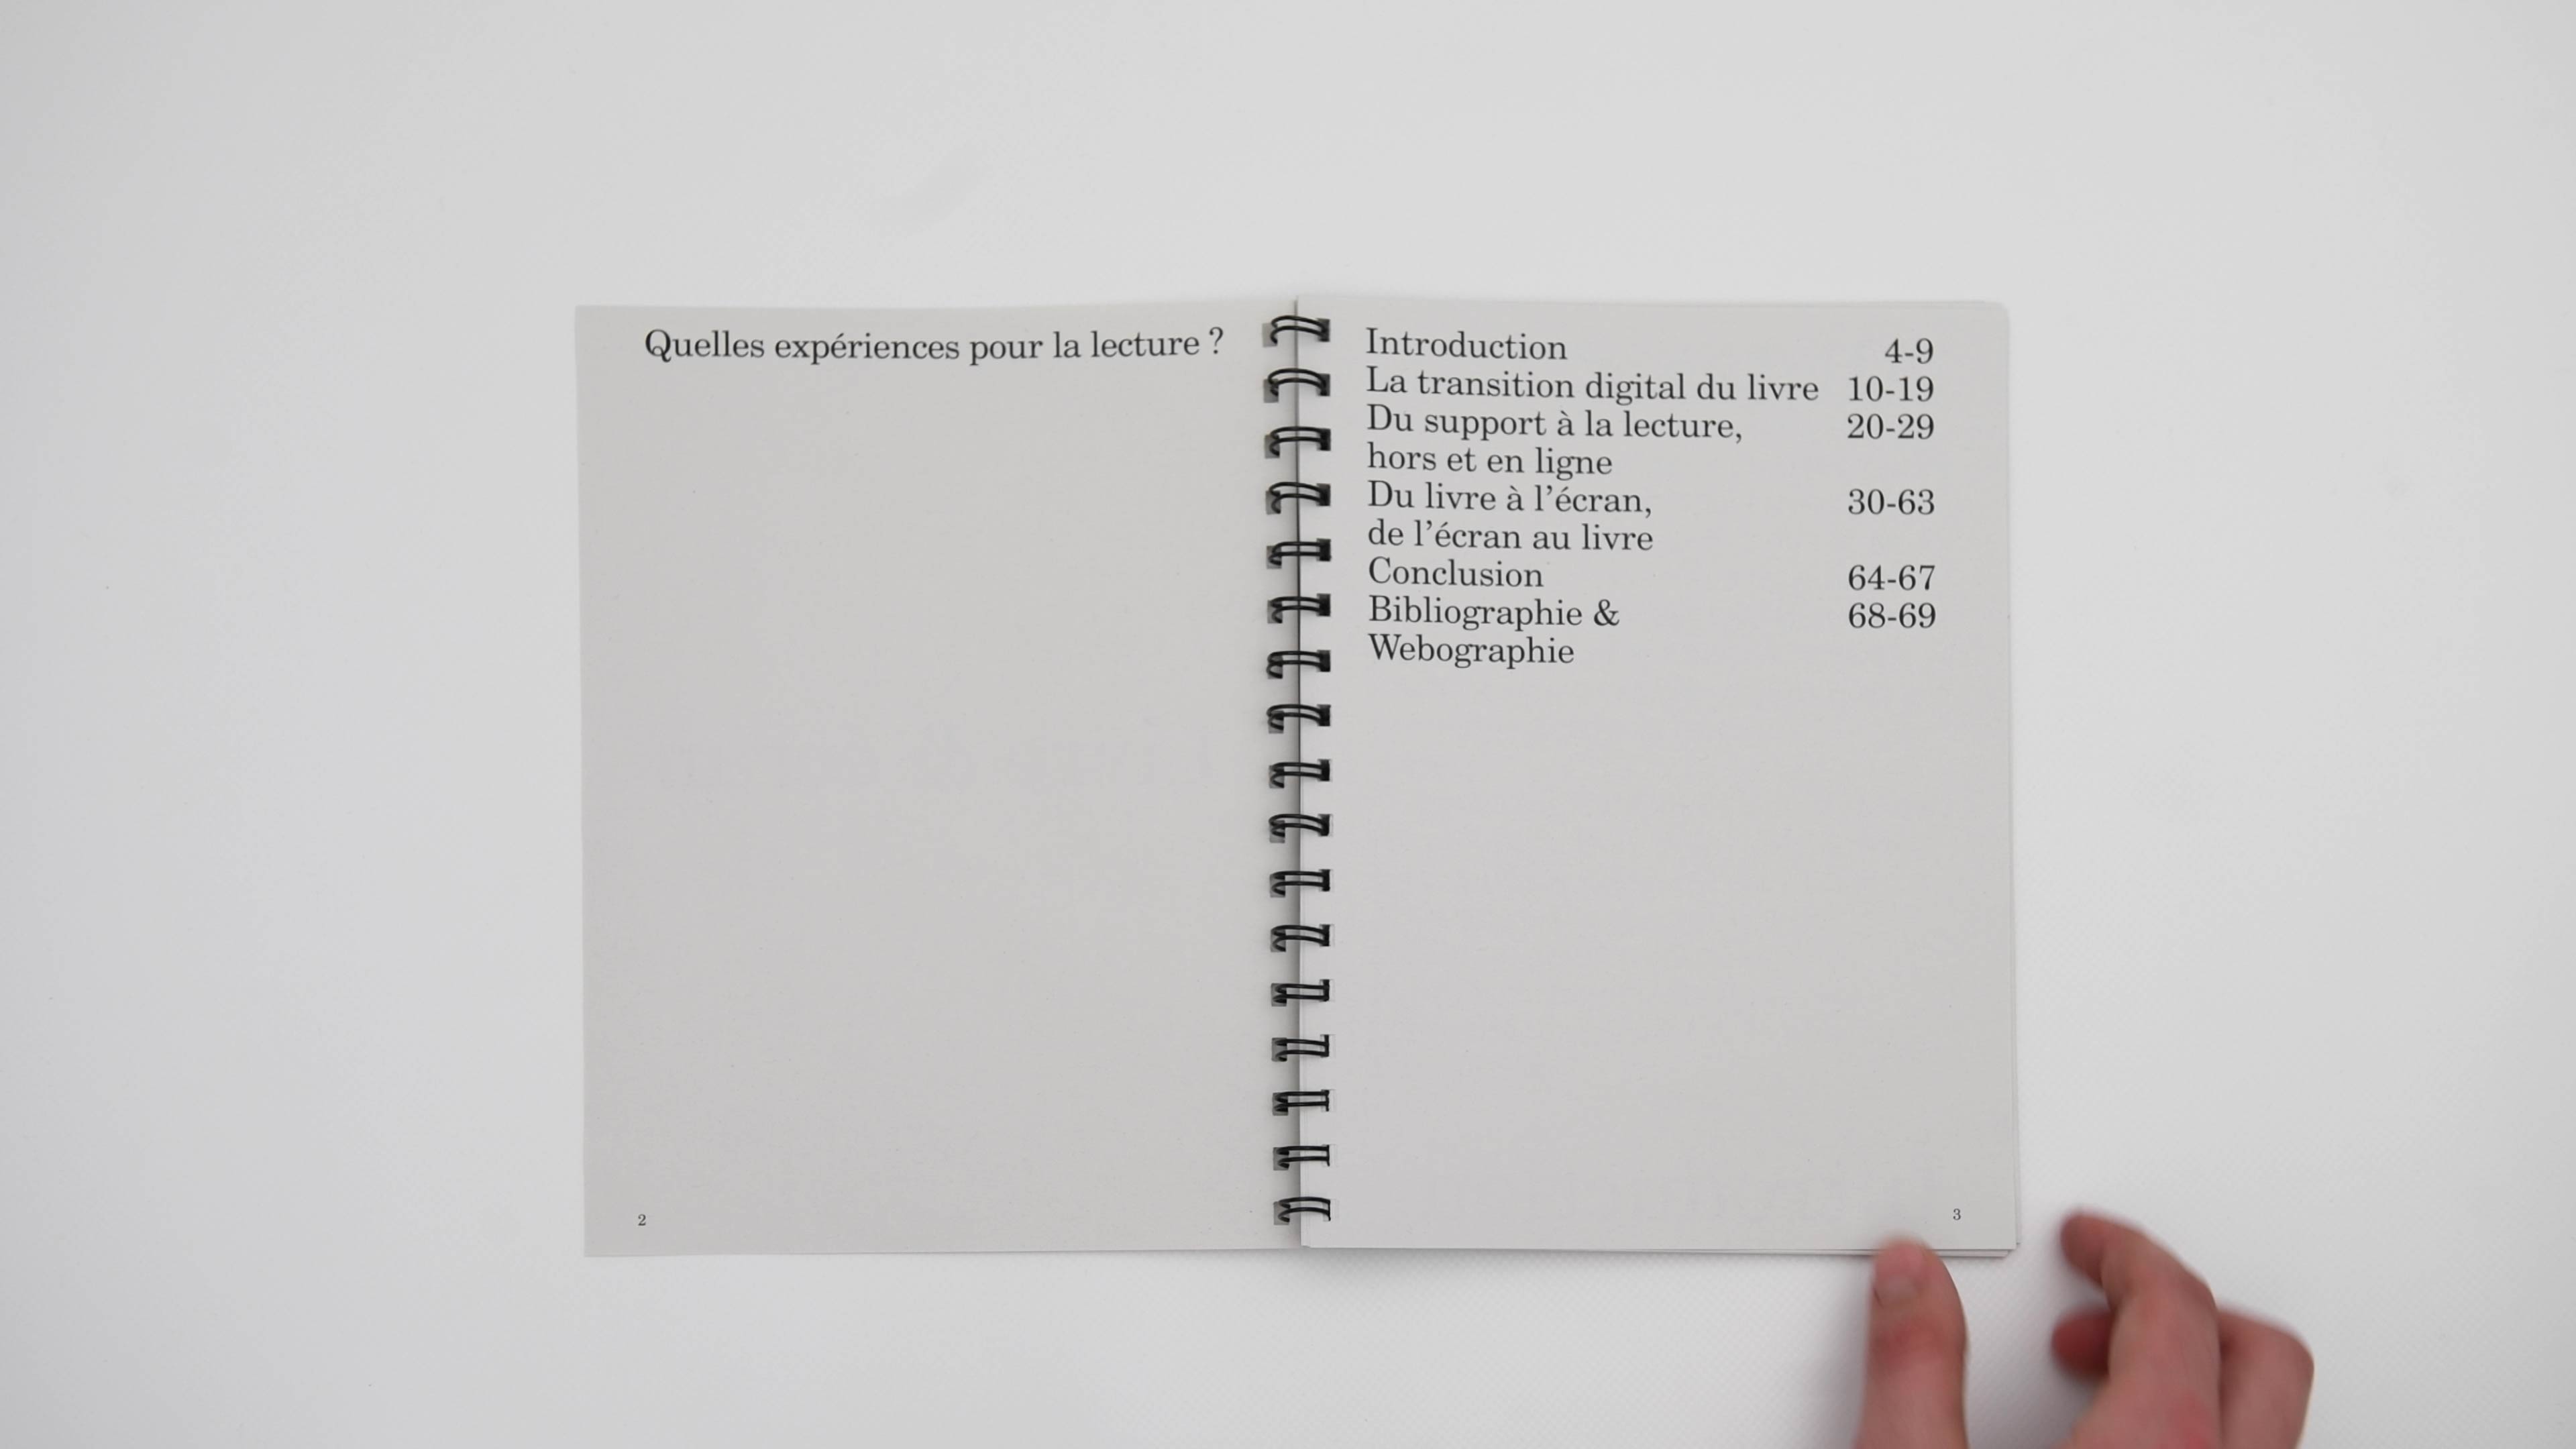 Quelles expériences pour la lecture ?
2
Introduction 4-9
La transition digital du livre 10-19
Du support à la lecture, 20-29
hors et en ligne
Du livre à l’écran, 30-63
de l’écran au livre
Conclusion 64-67
Bibliographie & 68-69
Webographie
3